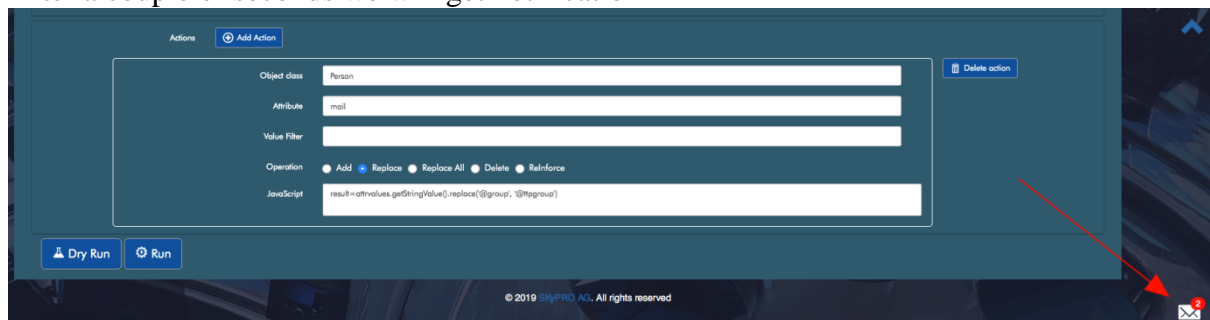 Actions Add Action
Object class Person Delete action
Attribute mail
Value Filter
Operation Add Replace Replace All Delete ReInforce
JavaScript result=attrvalues.getStringValue().replace('@group', '@ttpgroup')
Dry Run Run
© 2019 SKyPRO AG. All rights reserved
2